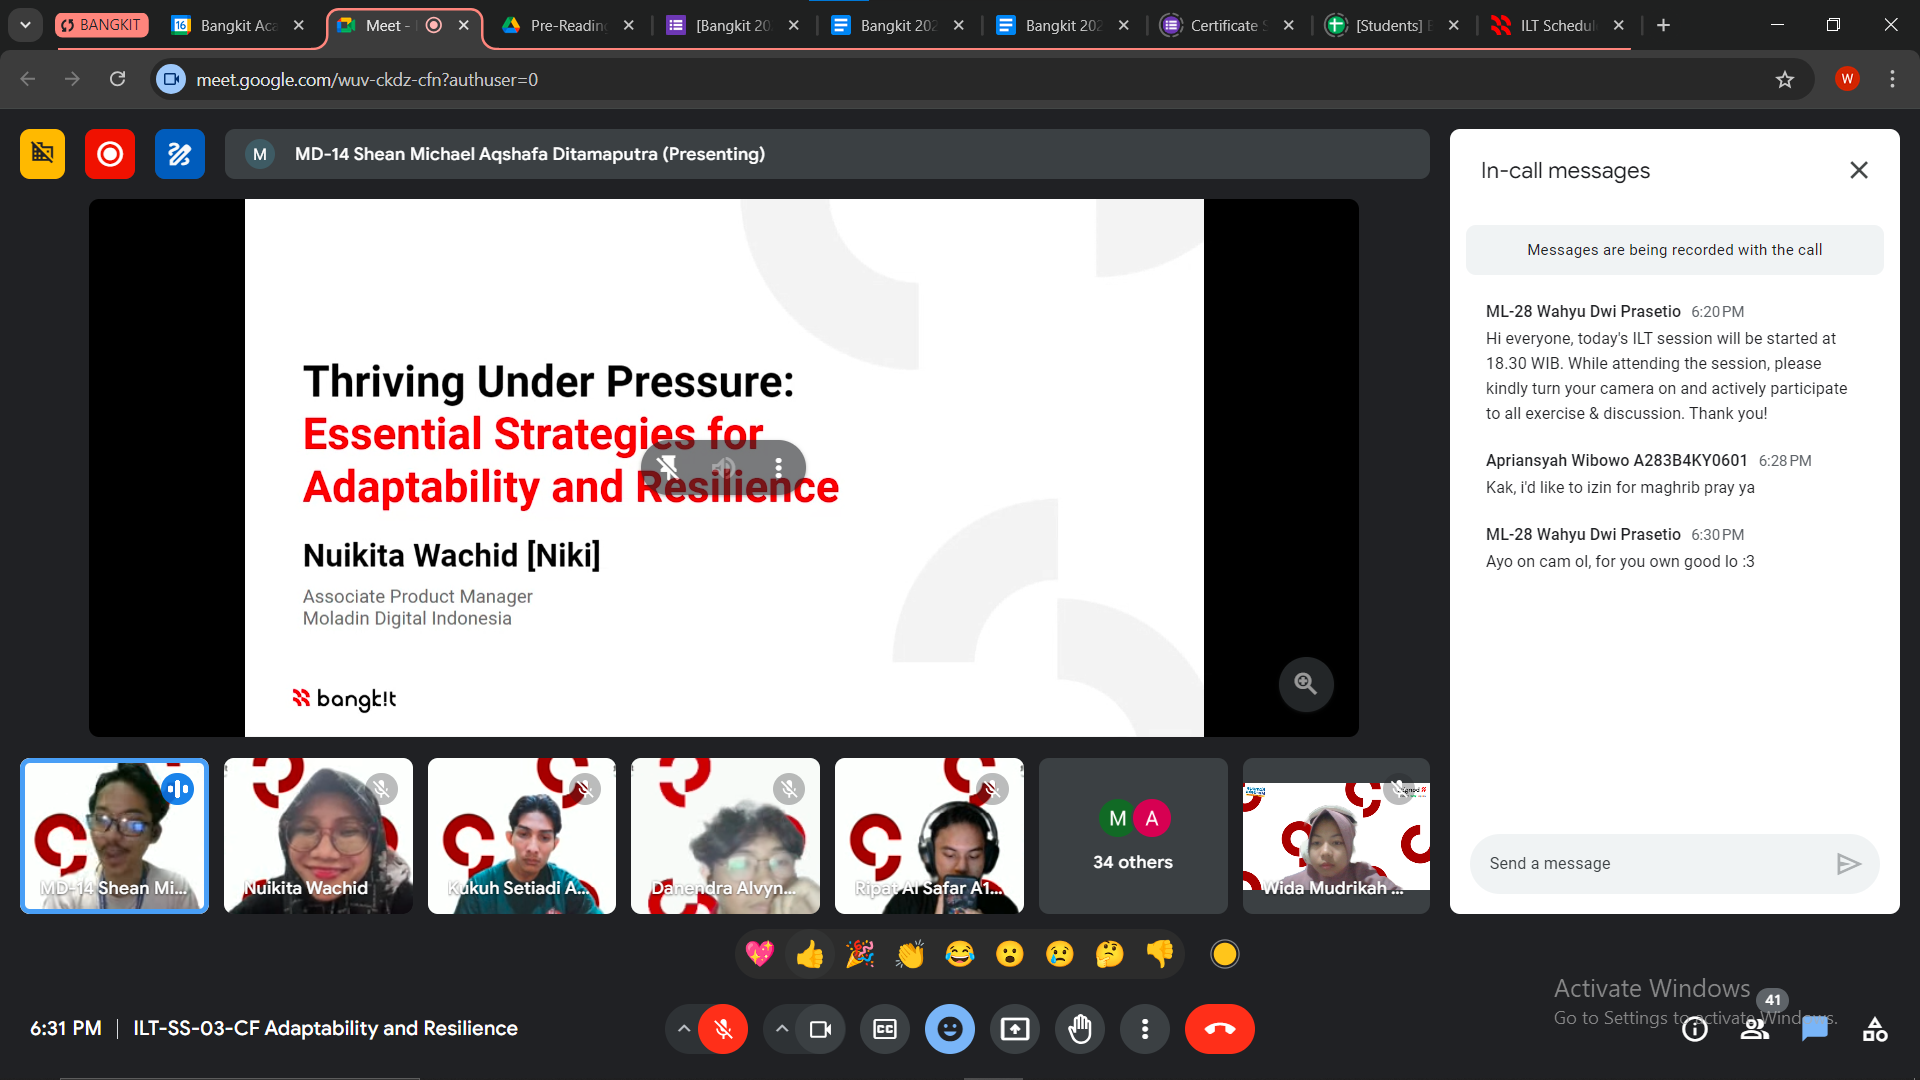 BANGKIT
16
Bangkit Aca
Meet -
Pre-Reading
[Bangkit 20
Bangkit 202
Bangkit 202
Certificate S
[Students] E
ILT Schedul
meet.google.com/wuv-ckdz-cfn?authuser=0
W
M
MD-14 Shean Michael Aqshafa Ditamaputra (Presenting)
Thriving Under Pressure:
Essential Strategies for
Adaptability and Resilience
Nuikita Wachid [Niki]
Associate Product Manager
Moladin Digital Indonesia
bangk!t
In-call messages
Messages are being recorded with the call
ML-28 Wahyu Dwi Prasetio 6:20 PM
Hi everyone, today's ILT session will be started at
18.30 WIB. While attending the session, please
kindly turn your camera on and actively participate
to all exercise & discussion. Thank you!
Apriansyah Wibowo A283B4KY0601 6:28 PM
Kak, i'd like to izin for maghrib pray ya
ML-28 Wahyu Dwi Prasetio 6:30 PM
Ayo on cam ol, for you own good lo :3
Send a message
MD-14 Shean Mi...
Nuikita Wachid
Kukuh Setiadi A...
Danendra Alvyn...
Ripat Al Safar A1...
M A
34 others
Wida Mudrikah ...
6:31 PM
ILT-SS-03-CF Adaptability and Resilience
CC
41
Activate Windows
Go to Settings to activate Windows.